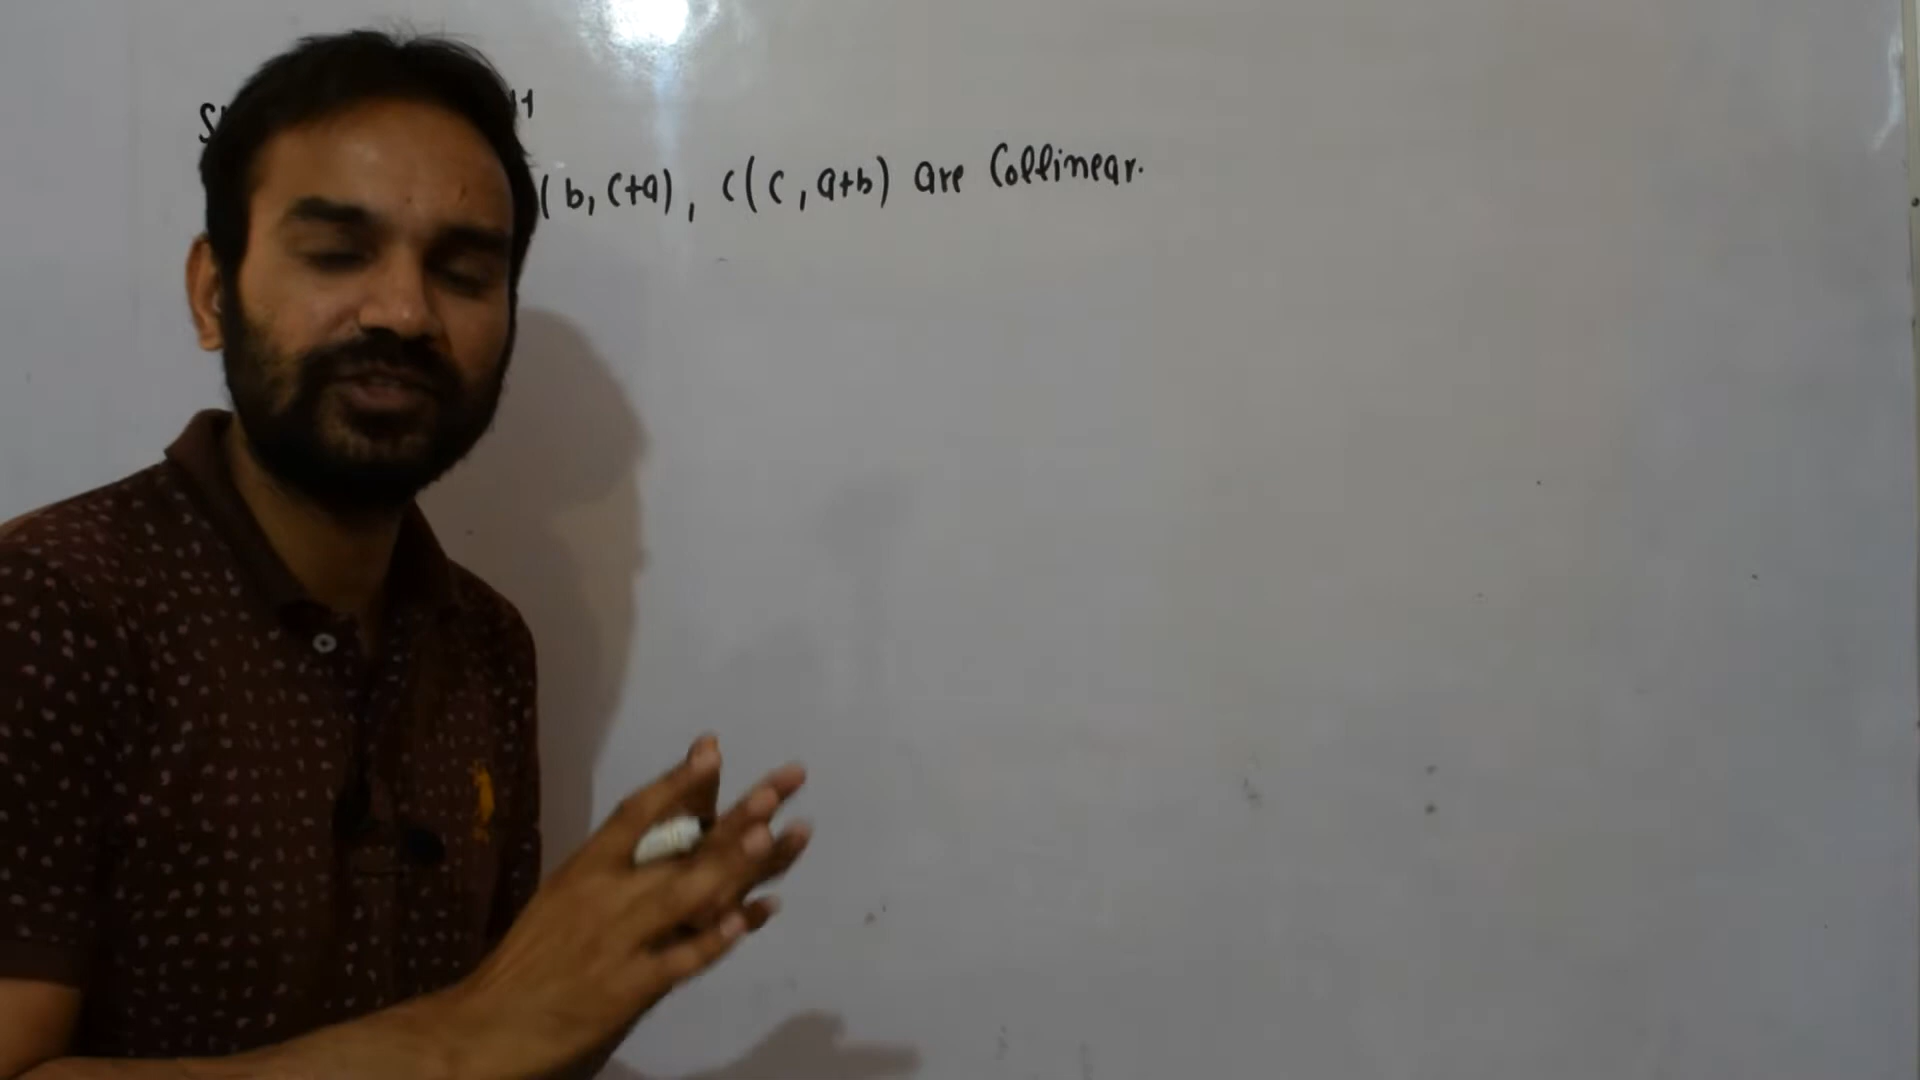 (b, c+a), C(c, a+b) are Collinear.